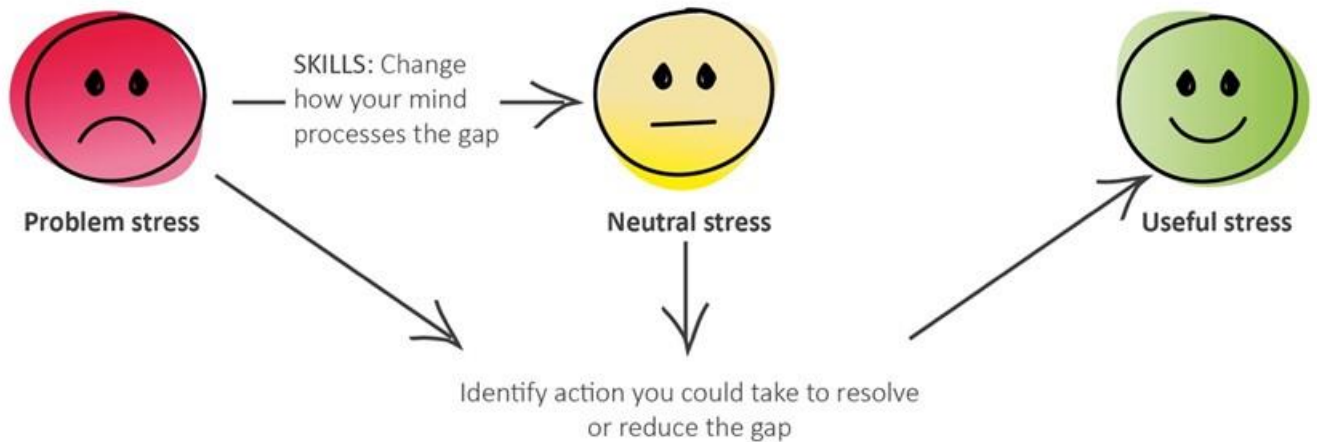 SKILLS: Change
how your mind
processes the gap
Problem stress
Neutral stress
Useful stress
Identify action you could take to resolve
or reduce the gap